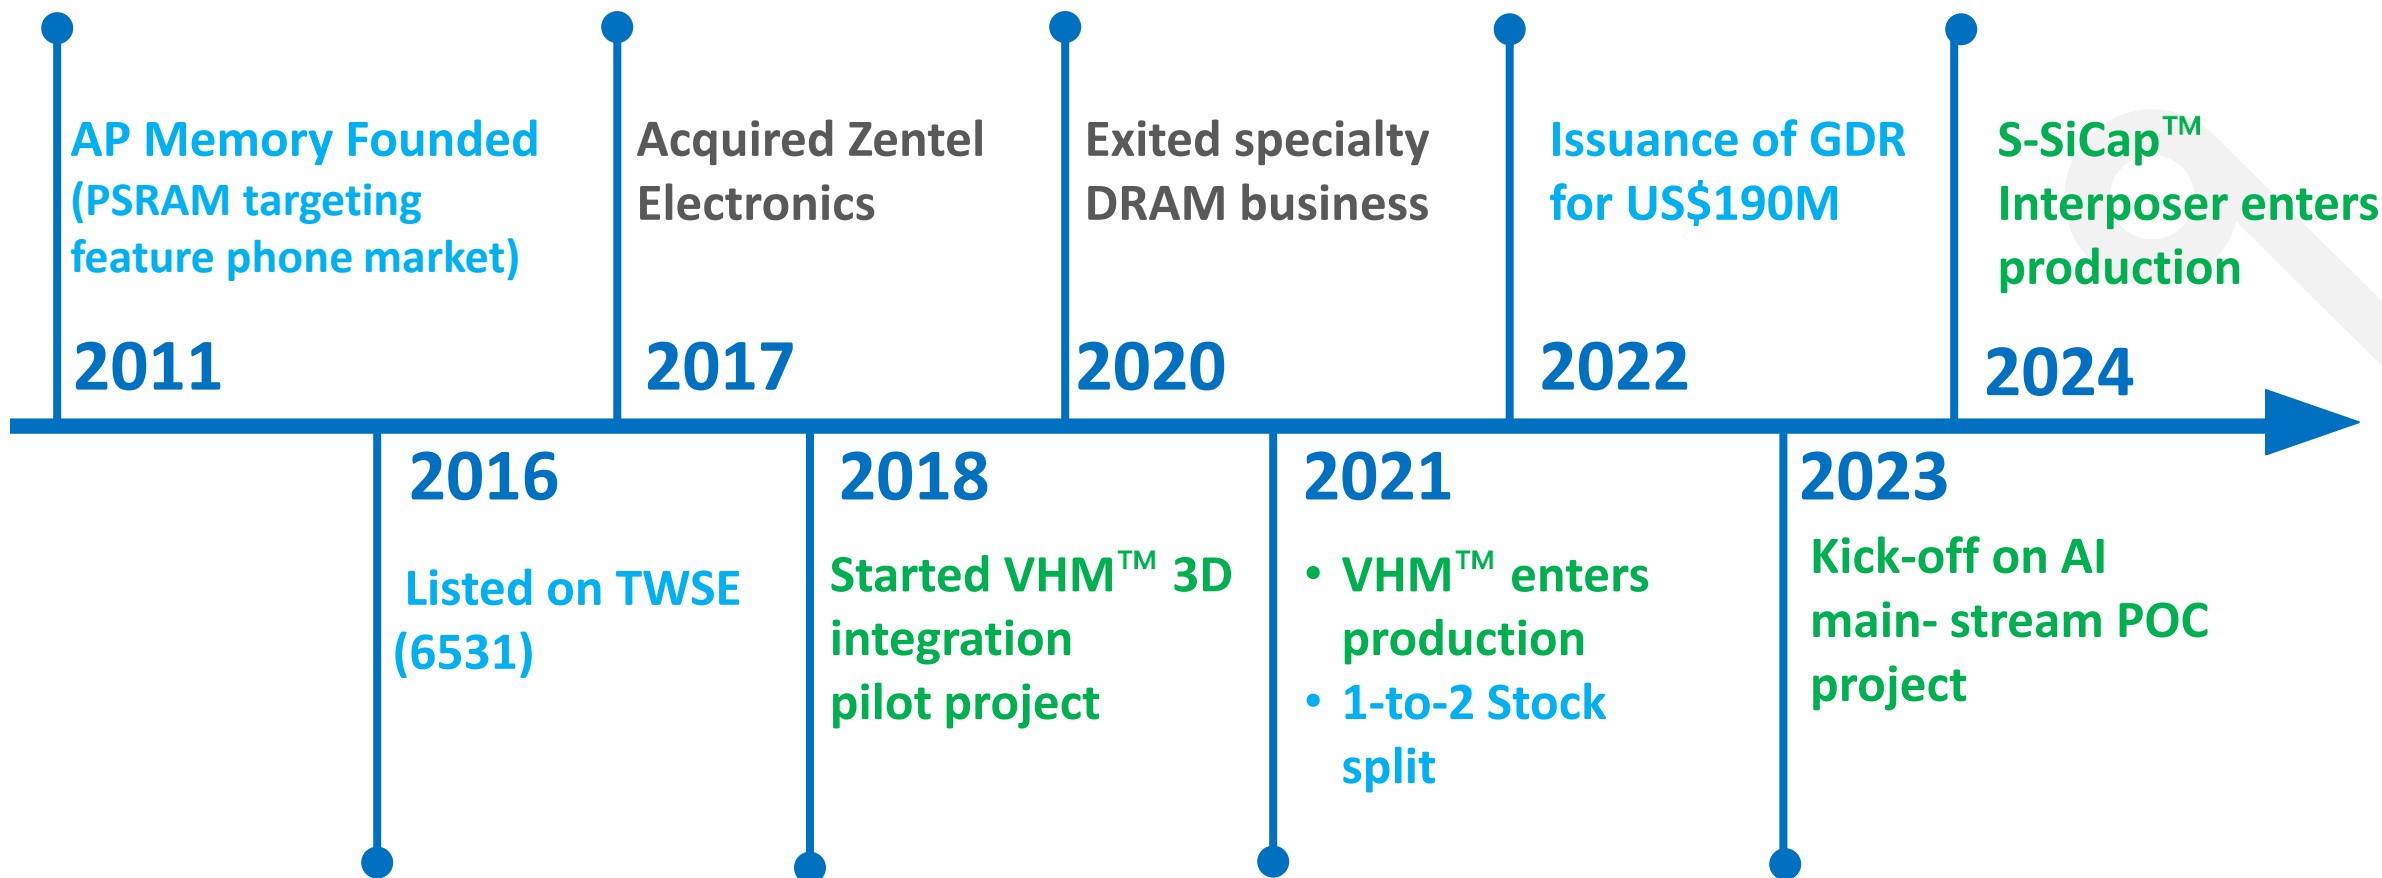 AP Memory Founded
(PSRAM targeting
feature phone market)
2011
Acquired Zentel
Electronics
2017
Exited specialty
DRAM business
2020
Issuance of GDR
for US$190M
2022
S-SiCap™
Interposer enters
production
2024
2016
Listed on TWSE
(6531)
2018
Started VHM™ 3D
integration
pilot project
2021
• VHM™ enters
production
• 1-to-2 Stock
split
2023
Kick-off on AI
main- stream POC
project